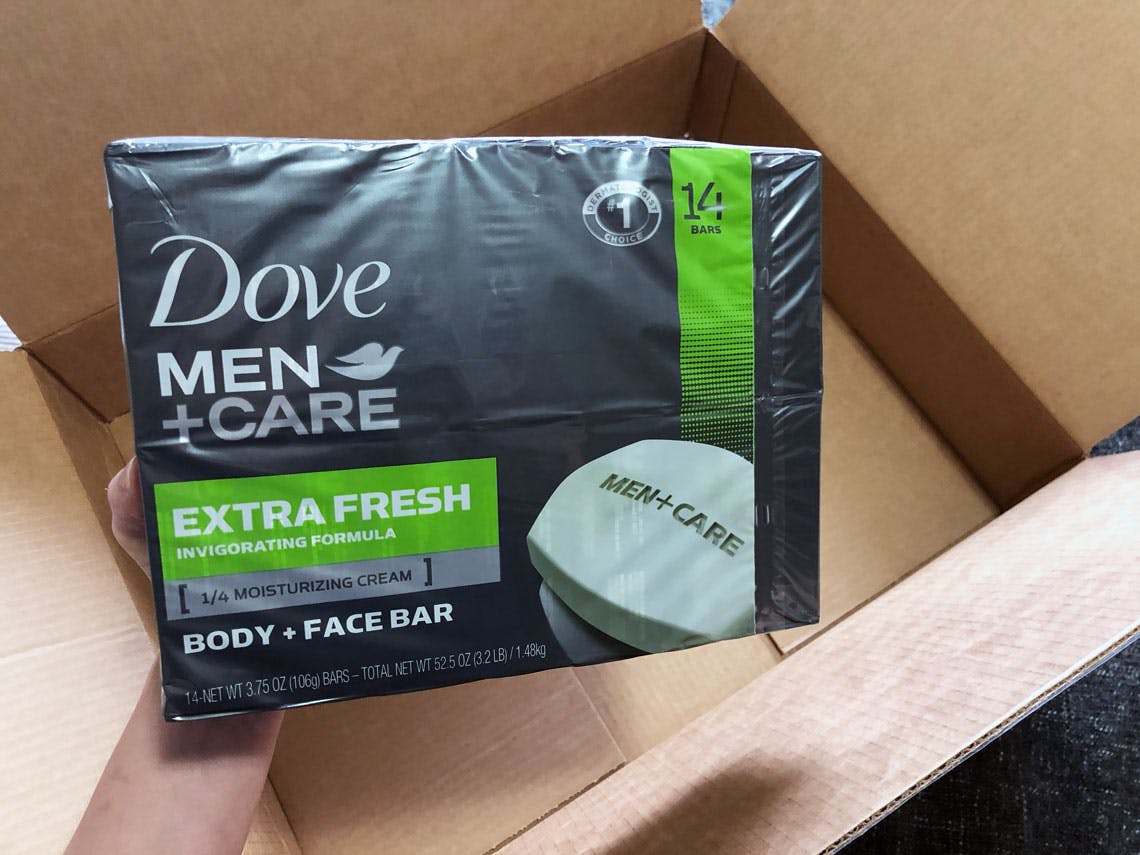 DERMATOLOGIST
#1
CHOICE
14
BARS
Dove
MEN
+CARE
EXTRA FRESH
INVIGORATING FORMULA
[ 1/4 MOISTURIZING CREAM ]
BODY + FACE BAR
MEN+CARE
14-NET WT 3.75 OZ (106g) BARS – TOTAL NET WT 52.5 OZ (3.2 LB) / 1.48kg